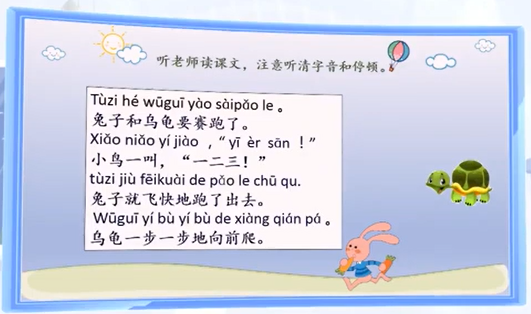 听老师读课文，注意听清字音和停顿。
Tùzi hé wūguī yào sàipǎo le 。
兔子和乌龟要赛跑了。
Xiǎo niǎo yí jiào ，“ yī èr sān ！”
小鸟一叫，“一二三！”
tùzi jiù fēikuài de pǎo le chū qu.
兔子就飞快地跑了出去。
Wūguī yí bù yí bù de xiàng qián pá 。
乌龟一步一步地向前爬。